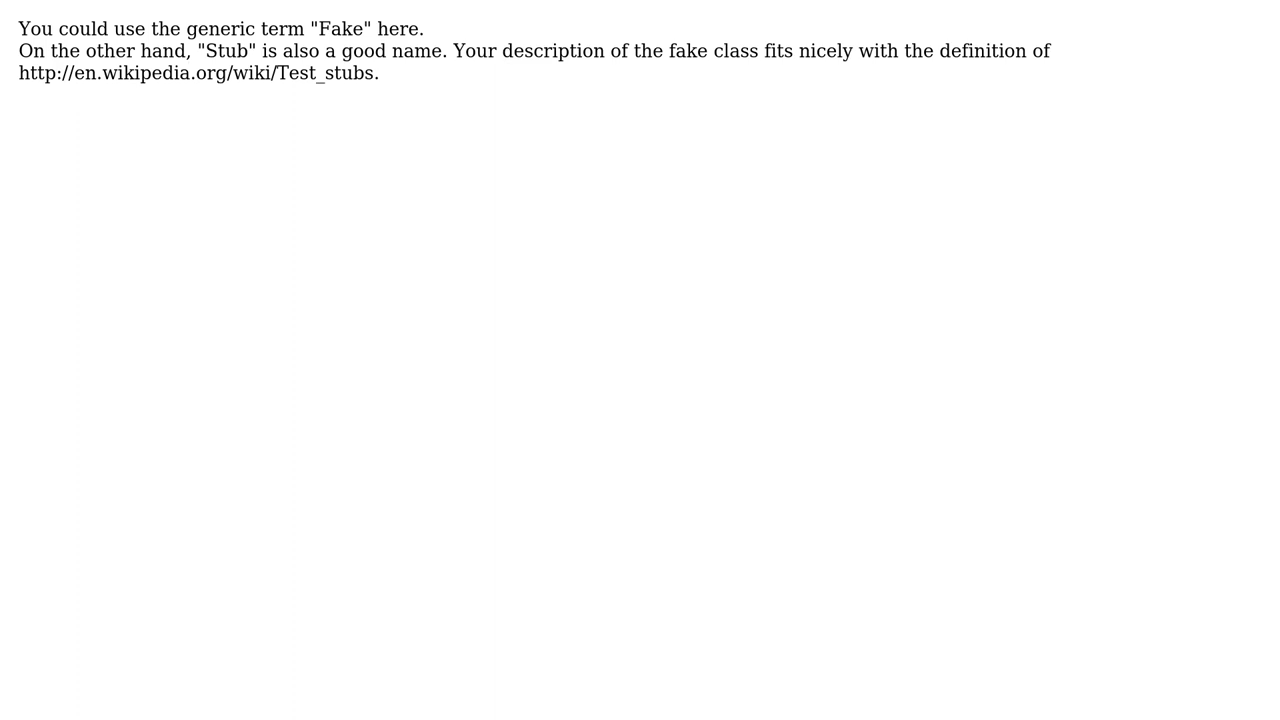 You could use the generic term "Fake" here.
On the other hand, "Stub" is also a good name. Your description of the fake class fits nicely with the definition of
http://en.wikipedia.org/wiki/Test_stubs.